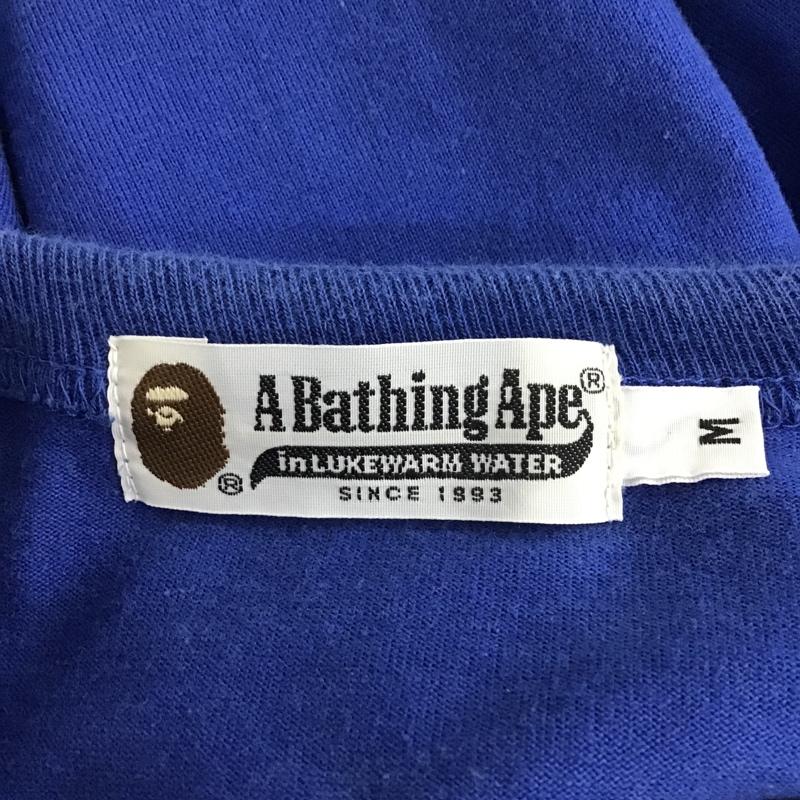 A Bathing Ape®
in LUKEWARM WATER
®
SINCE 1993
M